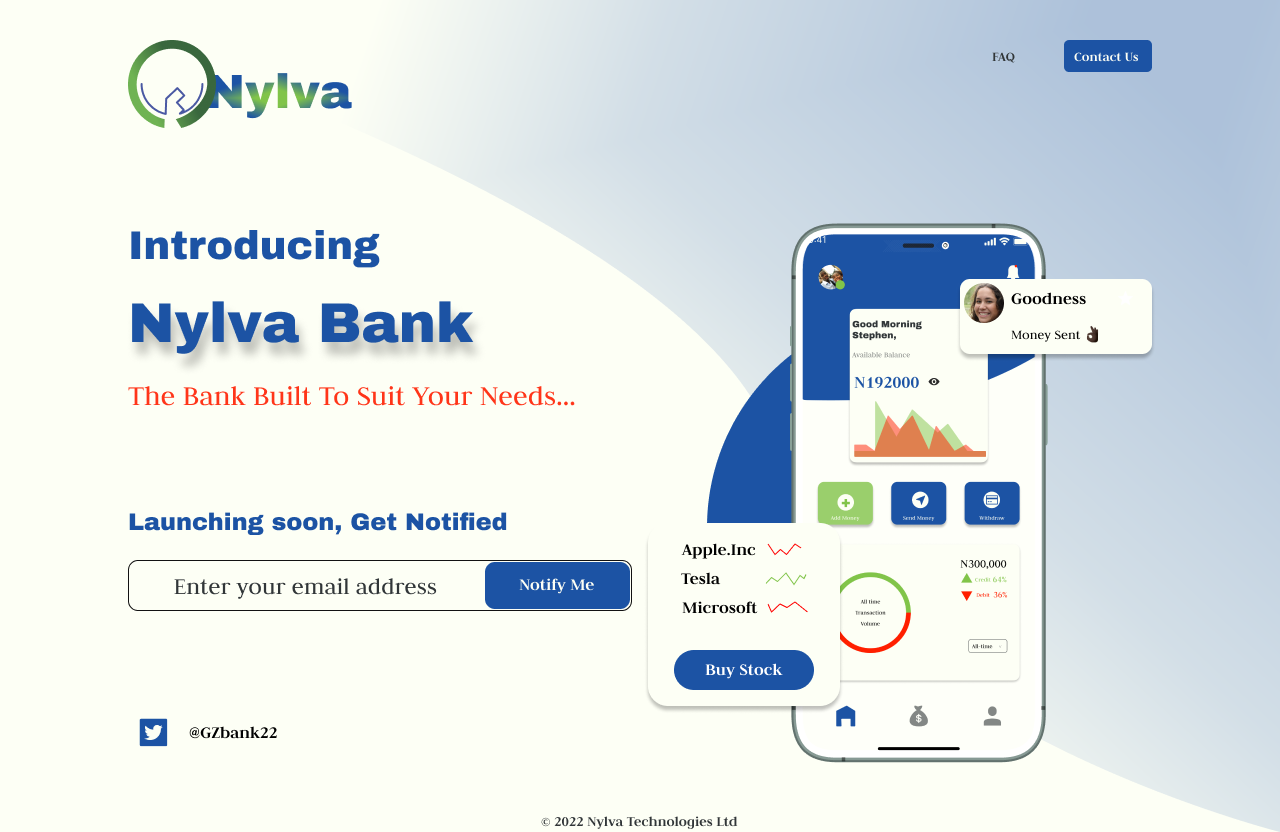 Nylva
FAQ
Contact Us
Introducing
Nylva Bank
The Bank Built To Suit Your Needs...
Launching soon, Get Notified
Enter your email address
Notify Me
@GZbank22
:41
Good Morning
Stephen,
Available Balance
N192000
Goodness
Money Sent 👌🏿
Add Money
Send Money
Withdraw
Apple.Inc
Tesla
Microsoft
Buy Stock
All time
Transaction
Volume
N300,000
Credit 64%
Debit 36%
All-time
© 2022 Nylva Technologies Ltd